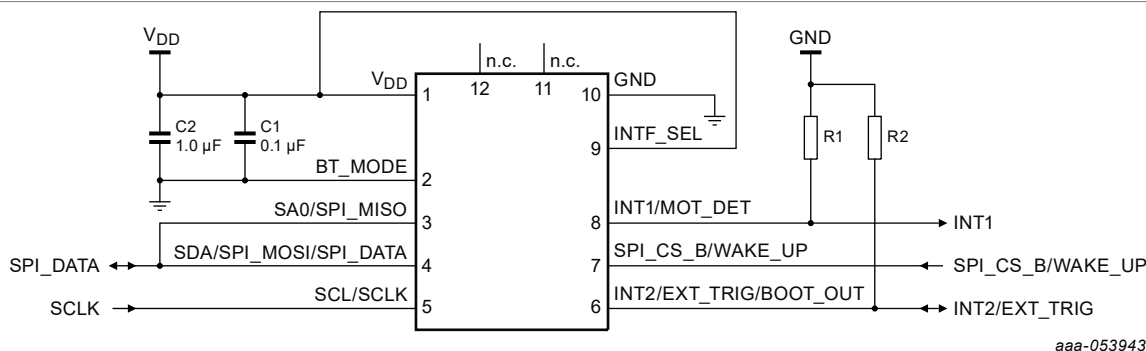 VDD
GND
n.c.
n.c.
VDD
1
12
11
10
GND
C2
1.0 µF
C1
0.1 µF
INTF_SEL
9
R1
R2
BT_MODE
2
SA0/SPI_MISO
3
8
INT1/MOT_DET
INT1
SPI_DATA
SDA/SPI_MOSI/SPI_DATA
4
7
SPI_CS_B/WAKE_UP
SPI_CS_B/WAKE_UP
SCLK
SCL/SCLK
5
6
INT2/EXT_TRIG/BOOT_OUT
INT2/EXT_TRIG
aaa-053943